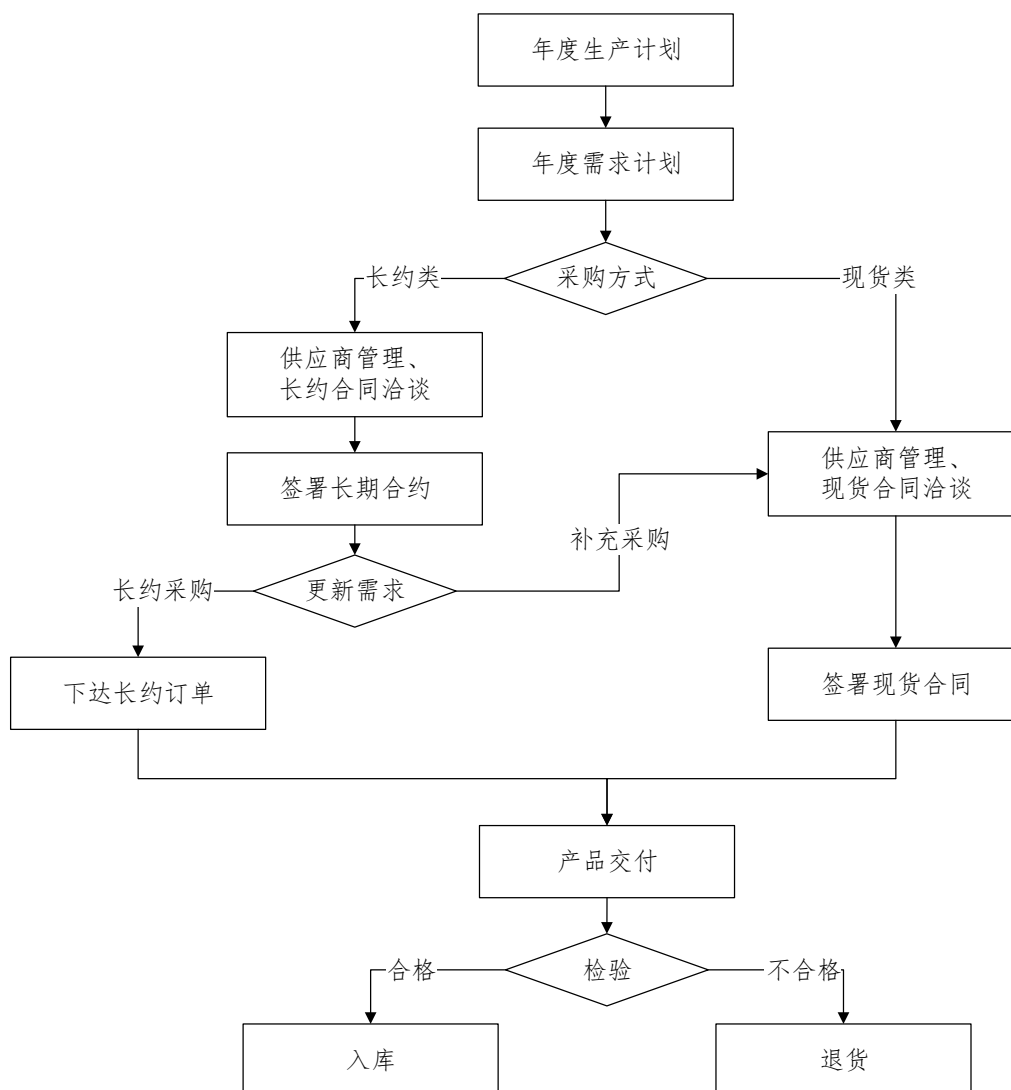 年度生产计划
年度需求计划
采购方式
长约类
现货类
供应商管理、
长约合同洽谈
签署长期合约
供应商管理、
现货合同洽谈
补充采购
更新需求
长约采购
下达长约订单
签署现货合同
产品交付
检验
合格
不合格
入库
退货